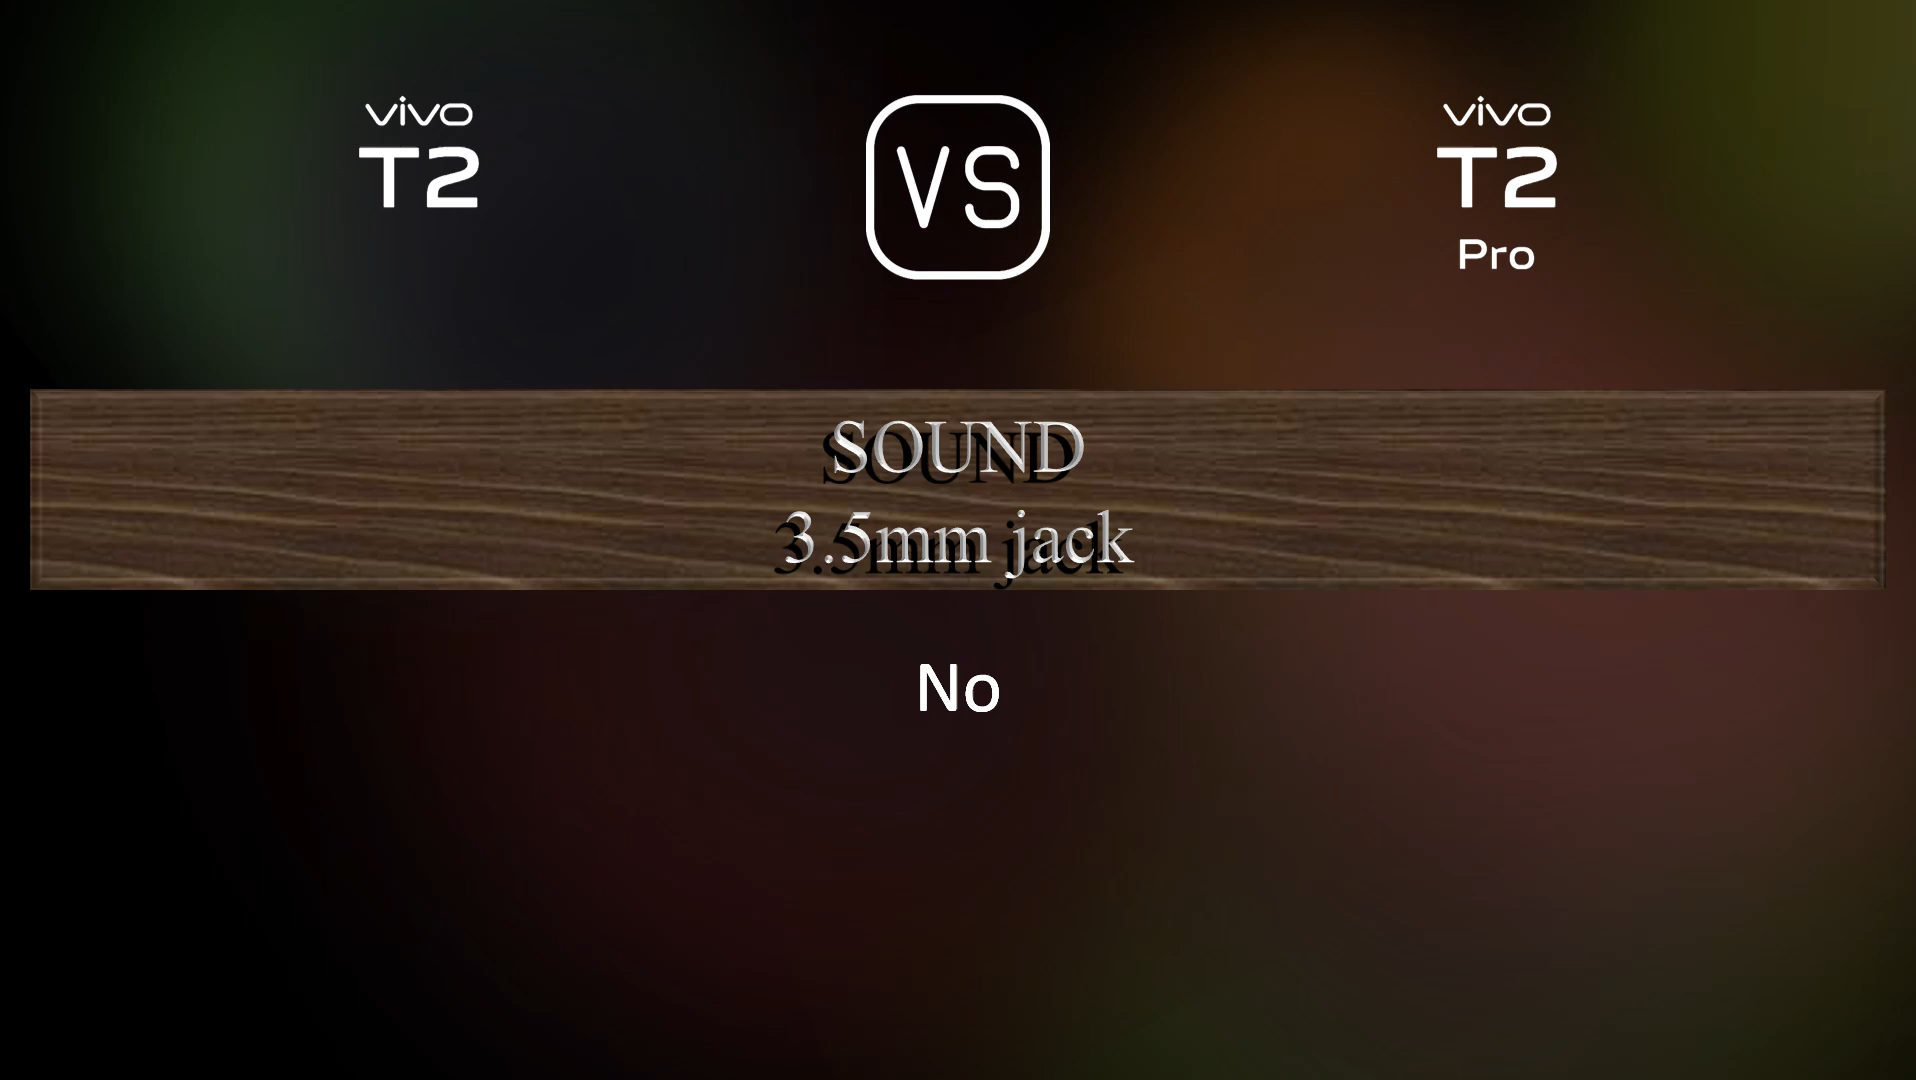 vivo
T2
VS
vivo
T2
Pro
SOUND
3.5mm jack
No